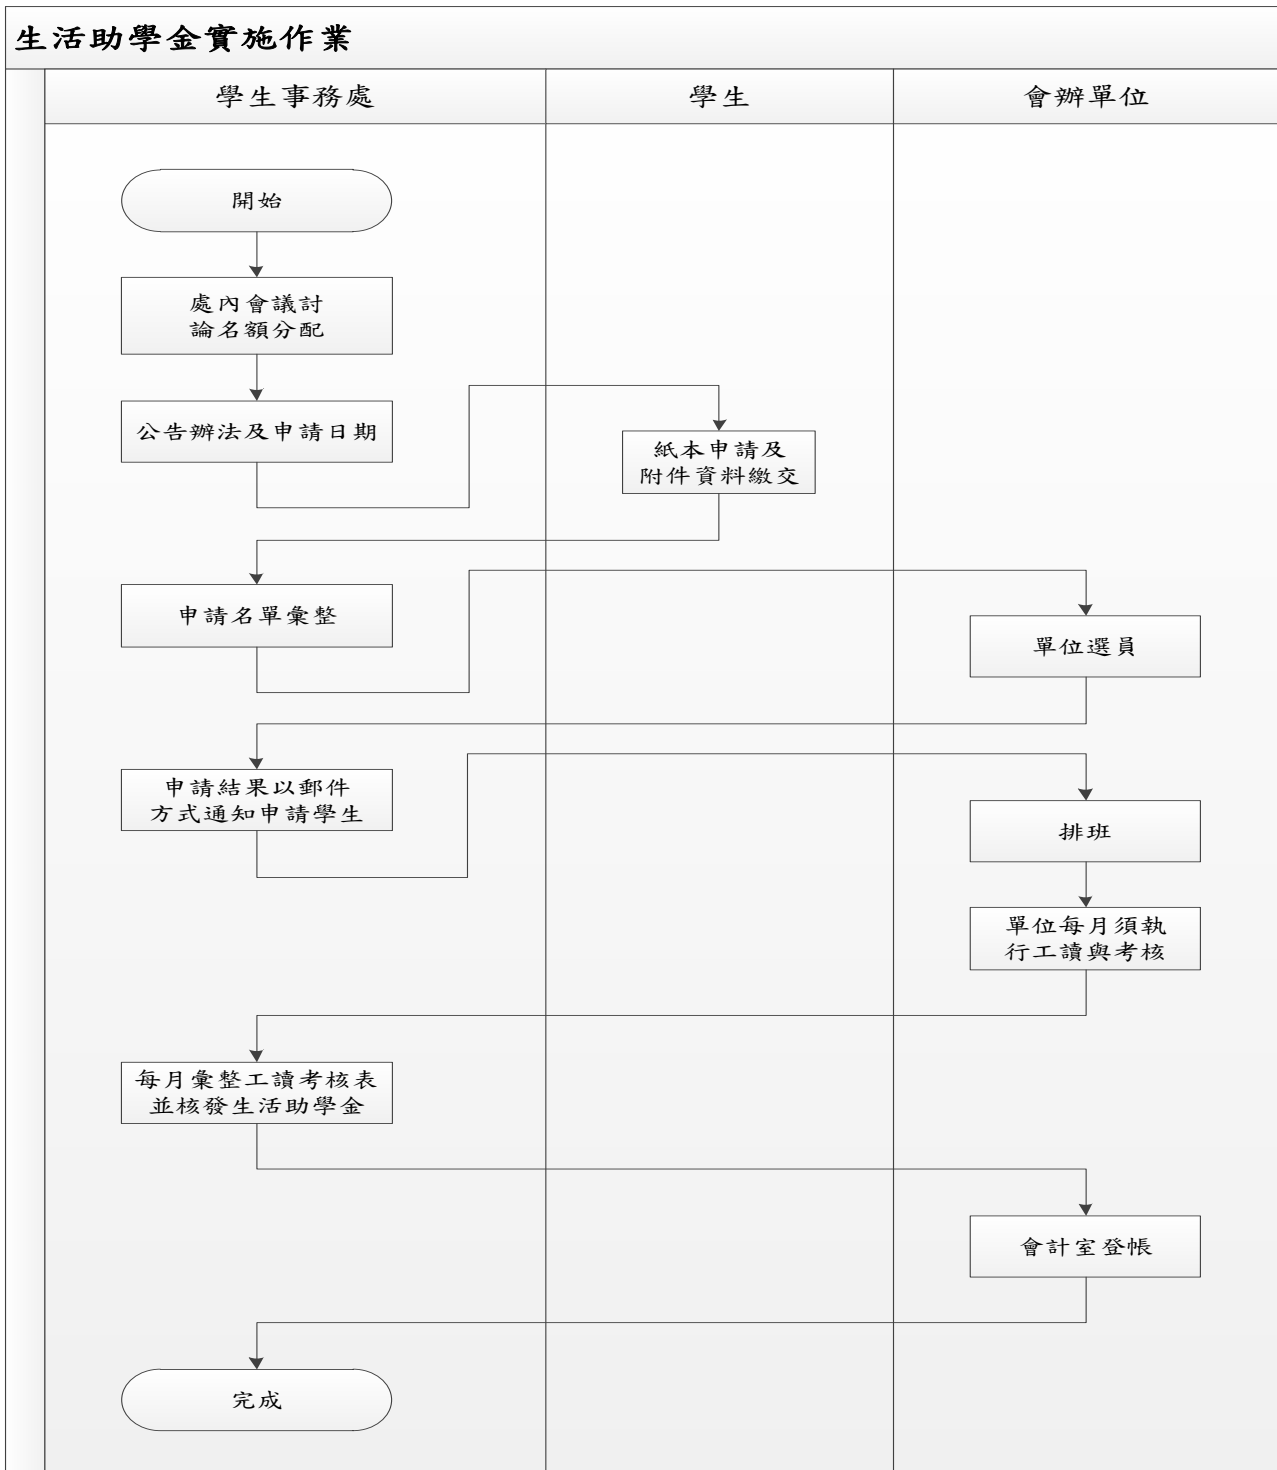 生活助學金實施作業
學生事務處
學生
會辦單位
開始
處內會議討
論名額分配
公告辦法及申請日期
紙本申請及
附件資料繳交
申請名單彙整
單位選員
申請結果以郵件
方式通知申請學生
排班
單位每月須執
行工讀與考核
每月彙整工讀考核表
並核發生活助學金
會計室登帳
完成